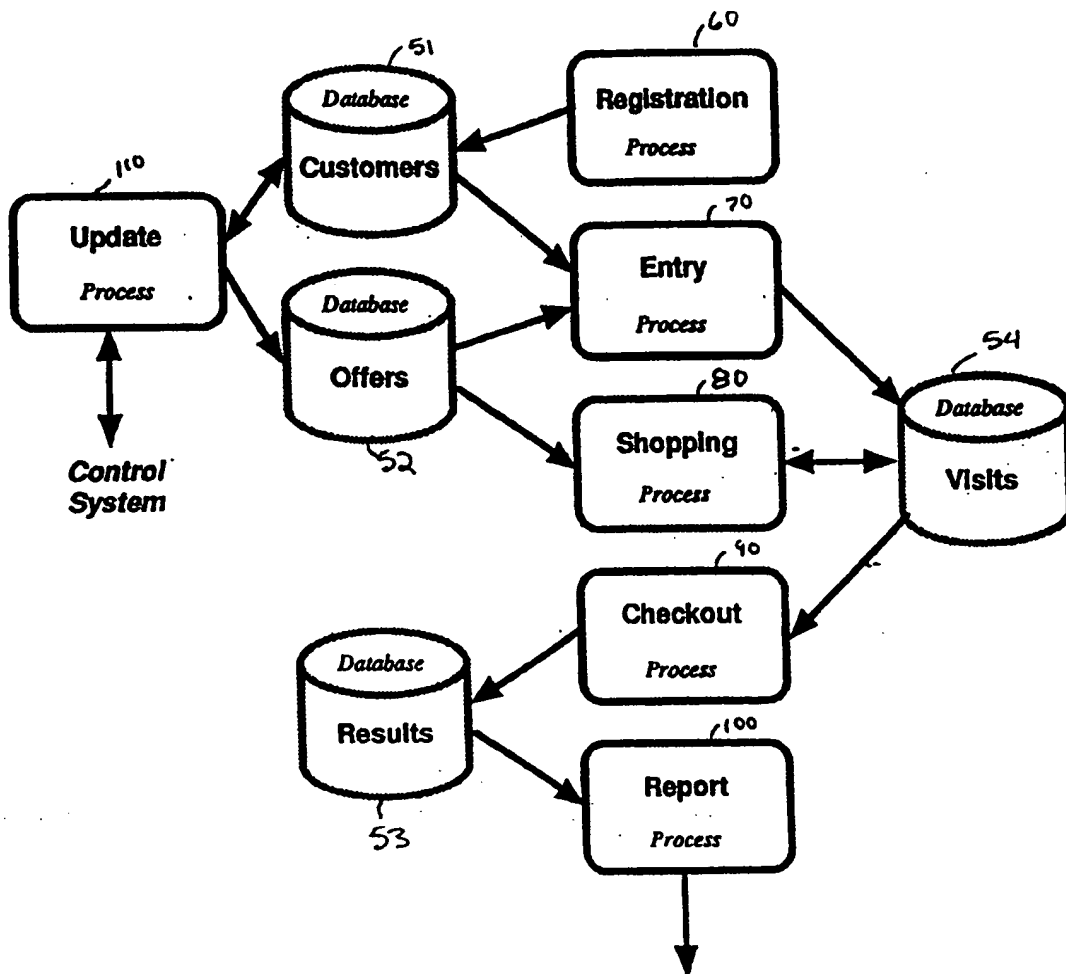 51
Database
Customers
60
Registration
Process
110
Update
Process
70
Entry
Process
Database
Offers
52
80
Shopping
Process
54
Database
Visits
Control
System
90
Checkout
Process
Database
Results
53
100
Report
Process